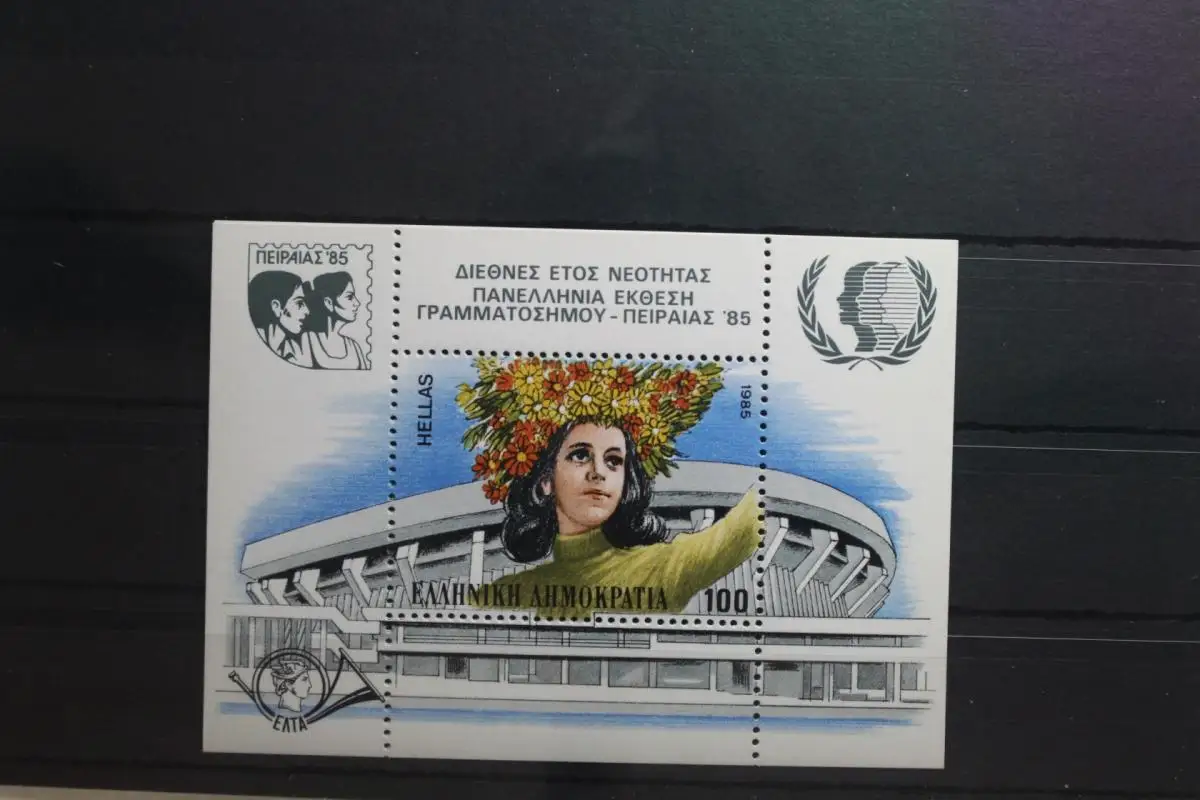 ΠΕΙΡΑΙΑΣ '85
ΔΙΕΘΝΕΣ ΕΤΟΣ ΝΕΟΤΗΤΑΣ
ΠΑΝΕΛΛΗΝΙΑ ΕΚΘΕΣΗ
ΓΡΑΜΜΑΤΟΣΗΜΟΥ - ΠΕΙΡΑΙΑΣ '85
HELLAS
1985
ΕΛΛΗΝΙΚΗ ΔΗΜΟΚΡΑΤΙΑ 100
ΕΛΤΑ